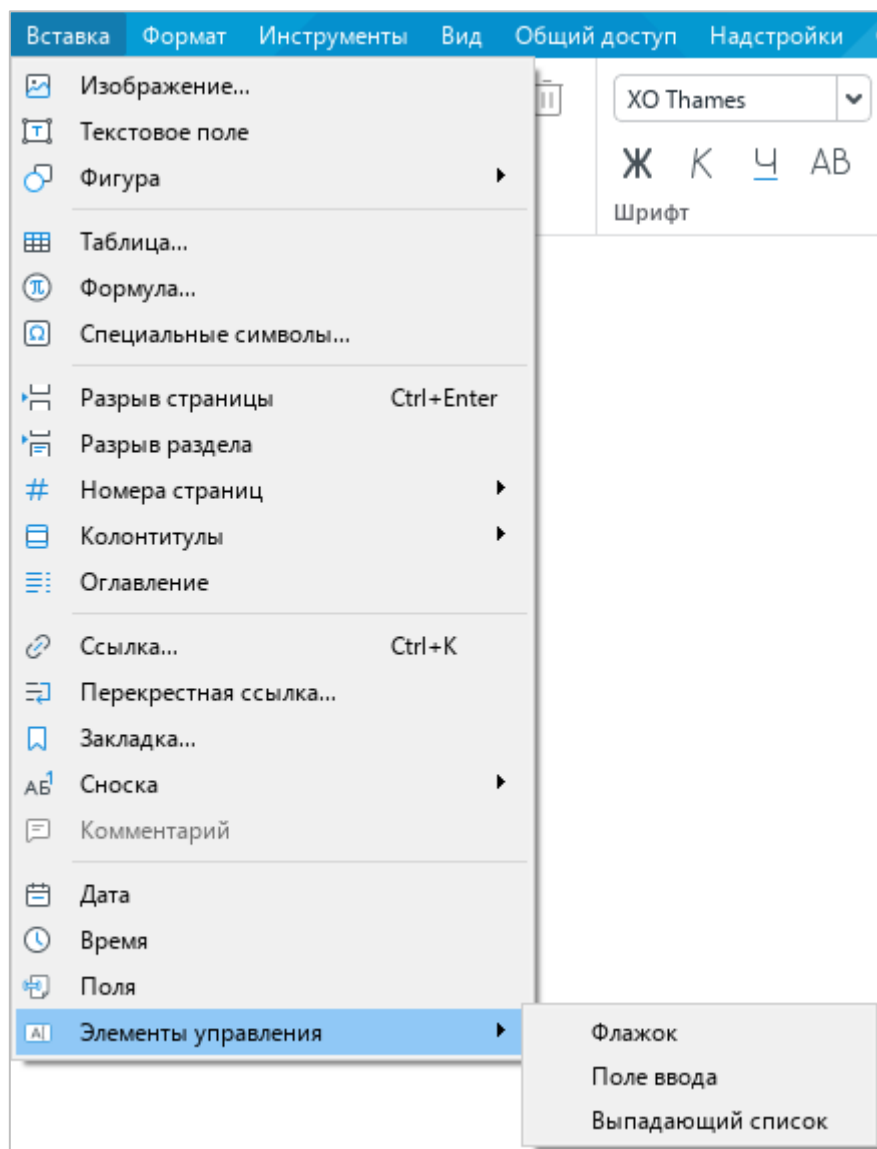 Вставка Формат Инструменты Вид Общий доступ Надстройки
Изображение...
Текстовое поле
Фигура
Таблица...
Формула...
Специальные символы...
Разрыв страницы Ctrl+Enter
Разрыв раздела
Номера страниц
Колонтитулы
Оглавление
Ссылка... Ctrl+K
Перекрестная ссылка...
Закладка...
Сноска
Комментарий
Дата
Время
Поля
Элементы управления
Флажок
Поле ввода
Выпадающий список
XO Thames
Ж К Ч АВ
Шрифт